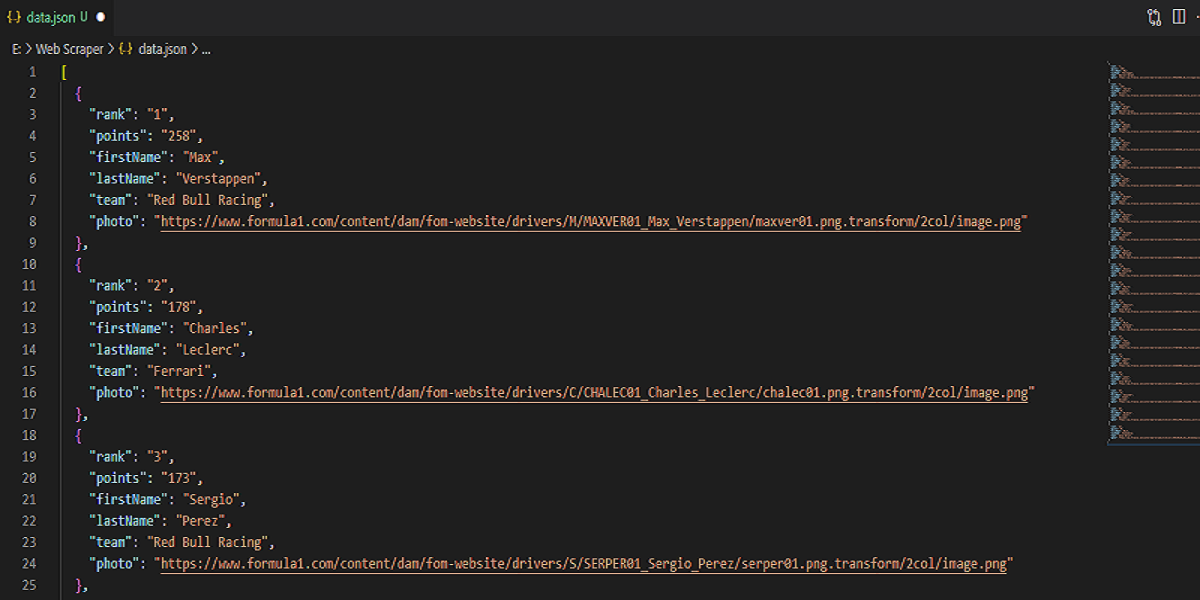 {} data.json U ●
E: > Web Scraper > {} data.json > ...
1 [
2 {
3 "rank": "1",
4 "points": "258",
5 "firstName": "Max",
6 "lastName": "Verstappen",
7 "team": "Red Bull Racing",
8 "photo": "https://www.formula1.com/content/dam/fom-website/drivers/M/MAXVER01_Max_Verstappen/maxver01.png.transform/2col/image.png"
9 },
10 {
11 "rank": "2",
12 "points": "178",
13 "firstName": "Charles",
14 "lastName": "Leclerc",
15 "team": "Ferrari",
16 "photo": "https://www.formula1.com/content/dam/fom-website/drivers/C/CHALEC01_Charles_Leclerc/chalec01.png.transform/2col/image.png"
17 },
18 {
19 "rank": "3",
20 "points": "173",
21 "firstName": "Sergio",
22 "lastName": "Perez",
23 "team": "Red Bull Racing",
24 "photo": "https://www.formula1.com/content/dam/fom-website/drivers/S/SERPER01_Sergio_Perez/serper01.png.transform/2col/image.png"
25 },